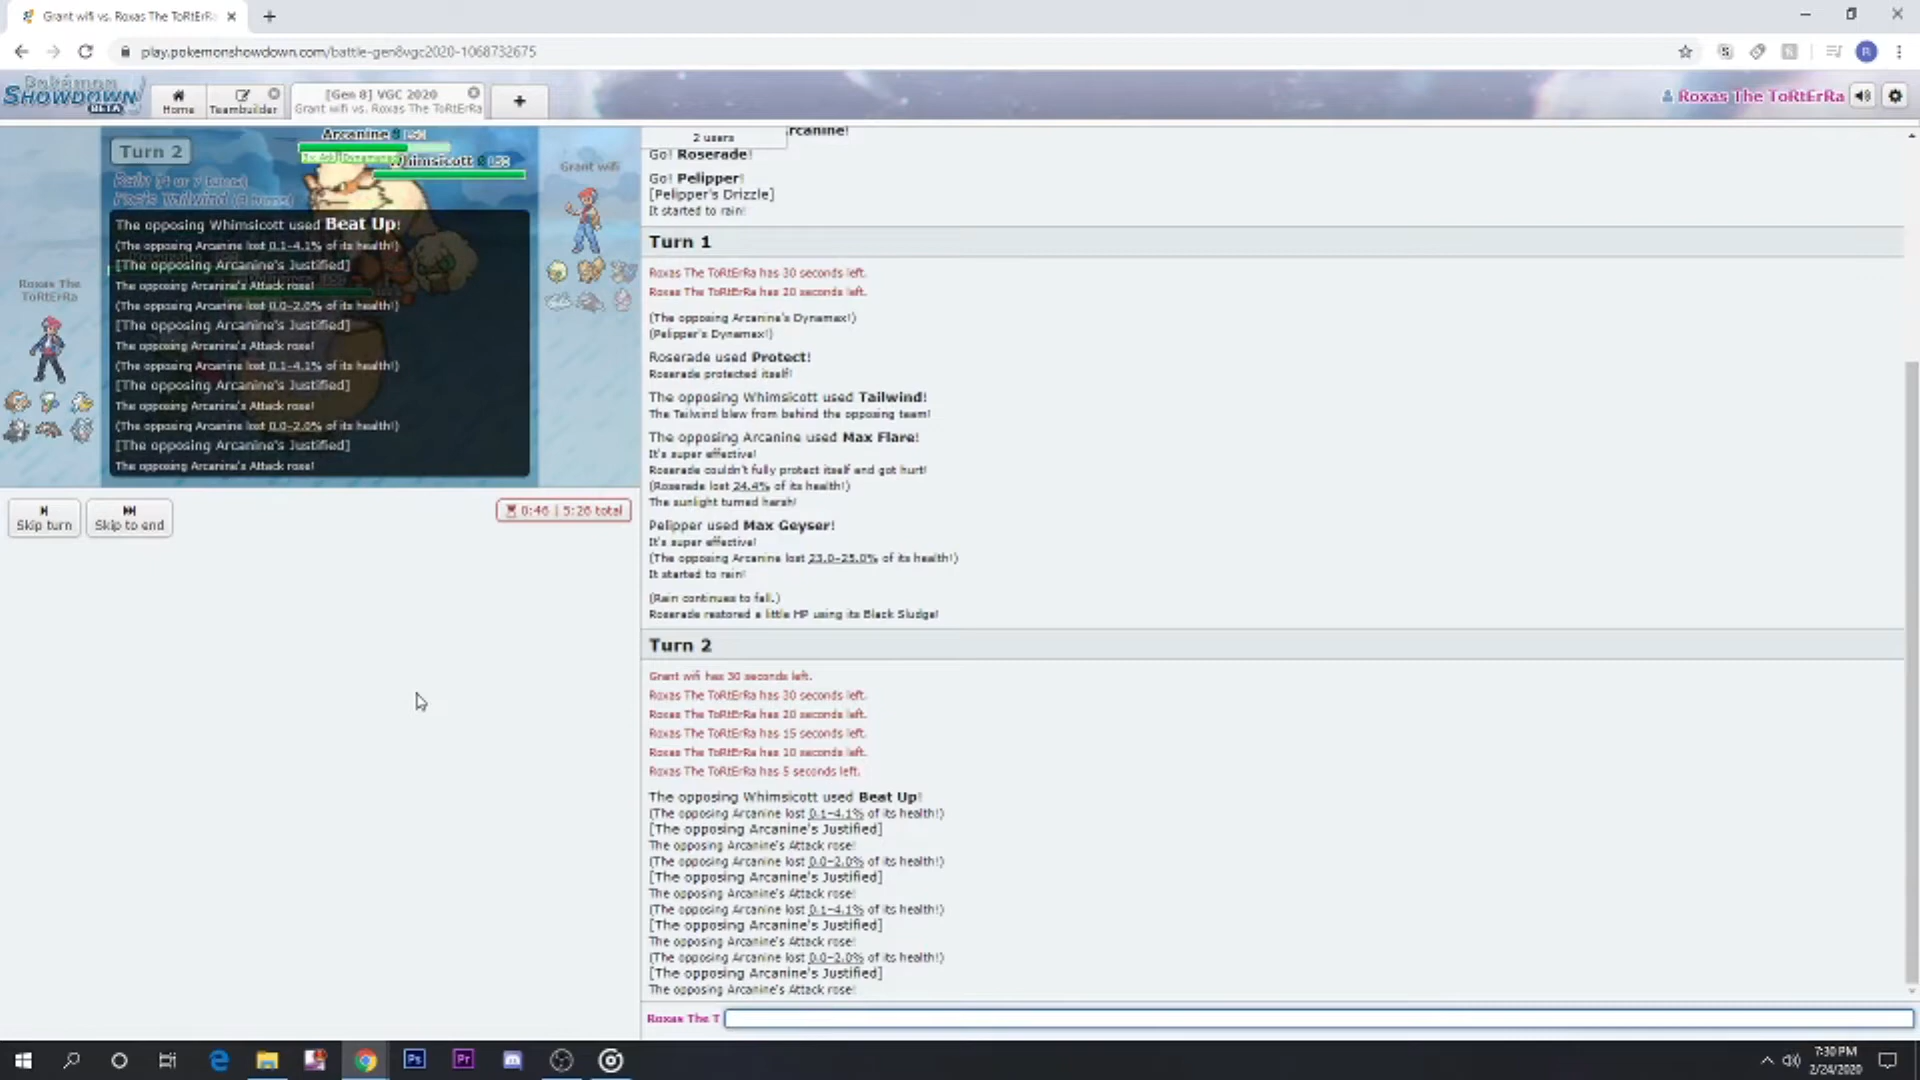 Grant wifi vs. Roxas The ToRtErRa
play.pokemonshowdown.com/battle-gen8vgc2020-1068732675
R
Pokémon
SHOWDOWN
BETA
Home
Teambuilder
[Gen 8] VGC 2020
Grant wifi vs. Roxas The ToRtErRa
Roxas The ToRtErRa
Turn 2
Arcanine
Whimsicott
Grant wifi
Roxas The
ToRtErRa
The opposing Whimsicott used Beat Up!
(The opposing Arcanine lost 0.1–4.1% of its health!)
[The opposing Arcanine's Justified]
The opposing Arcanine's Attack rose!
(The opposing Arcanine lost 0.0–2.0% of its health!)
[The opposing Arcanine's Justified]
The opposing Arcanine's Attack rose!
(The opposing Arcanine lost 0.1–4.1% of its health!)
[The opposing Arcanine's Justified]
The opposing Arcanine's Attack rose!
(The opposing Arcanine lost 0.0–2.0% of its health!)
[The opposing Arcanine's Justified]
The opposing Arcanine's Attack rose!
Skip turn
Skip to end
0:46 | 5:26 total
2 users
Go! Roserade!
Go! Pelipper!
[Pelipper's Drizzle]
It started to rain!
Turn 1
Roxas The ToRtErRa has 30 seconds left.
Roxas The ToRtErRa has 20 seconds left.
(The opposing Arcanine's Dynamax!)
(Pelipper's Dynamax!)
Roserade used Protect!
Roserade protected itself!
The opposing Whimsicott used Tailwind!
The Tailwind blew from behind the opposing team!
The opposing Arcanine used Max Flare!
It's super effective!
Roserade couldn't fully protect itself and got hurt!
(Roserade lost 24.4% of its health!)
The sunlight turned harsh!
Pelipper used Max Geyser!
It's super effective!
(The opposing Arcanine lost 23.0–25.0% of its health!)
It started to rain!
(Rain continues to fall.)
Roserade restored a little HP using its Black Sludge!
Turn 2
Grant wifi has 30 seconds left.
Roxas The ToRtErRa has 30 seconds left.
Roxas The ToRtErRa has 20 seconds left.
Roxas The ToRtErRa has 15 seconds left.
Roxas The ToRtErRa has 10 seconds left.
Roxas The ToRtErRa has 5 seconds left.
The opposing Whimsicott used Beat Up!
(The opposing Arcanine lost 0.1–4.1% of its health!)
[The opposing Arcanine's Justified]
The opposing Arcanine's Attack rose!
(The opposing Arcanine lost 0.0–2.0% of its health!)
[The opposing Arcanine's Justified]
The opposing Arcanine's Attack rose!
(The opposing Arcanine lost 0.1–4.1% of its health!)
[The opposing Arcanine's Justified]
The opposing Arcanine's Attack rose!
(The opposing Arcanine lost 0.0–2.0% of its health!)
[The opposing Arcanine's Justified]
The opposing Arcanine's Attack rose!
Roxas The T
Ps
Pr
7:30 PM
2/24/2020